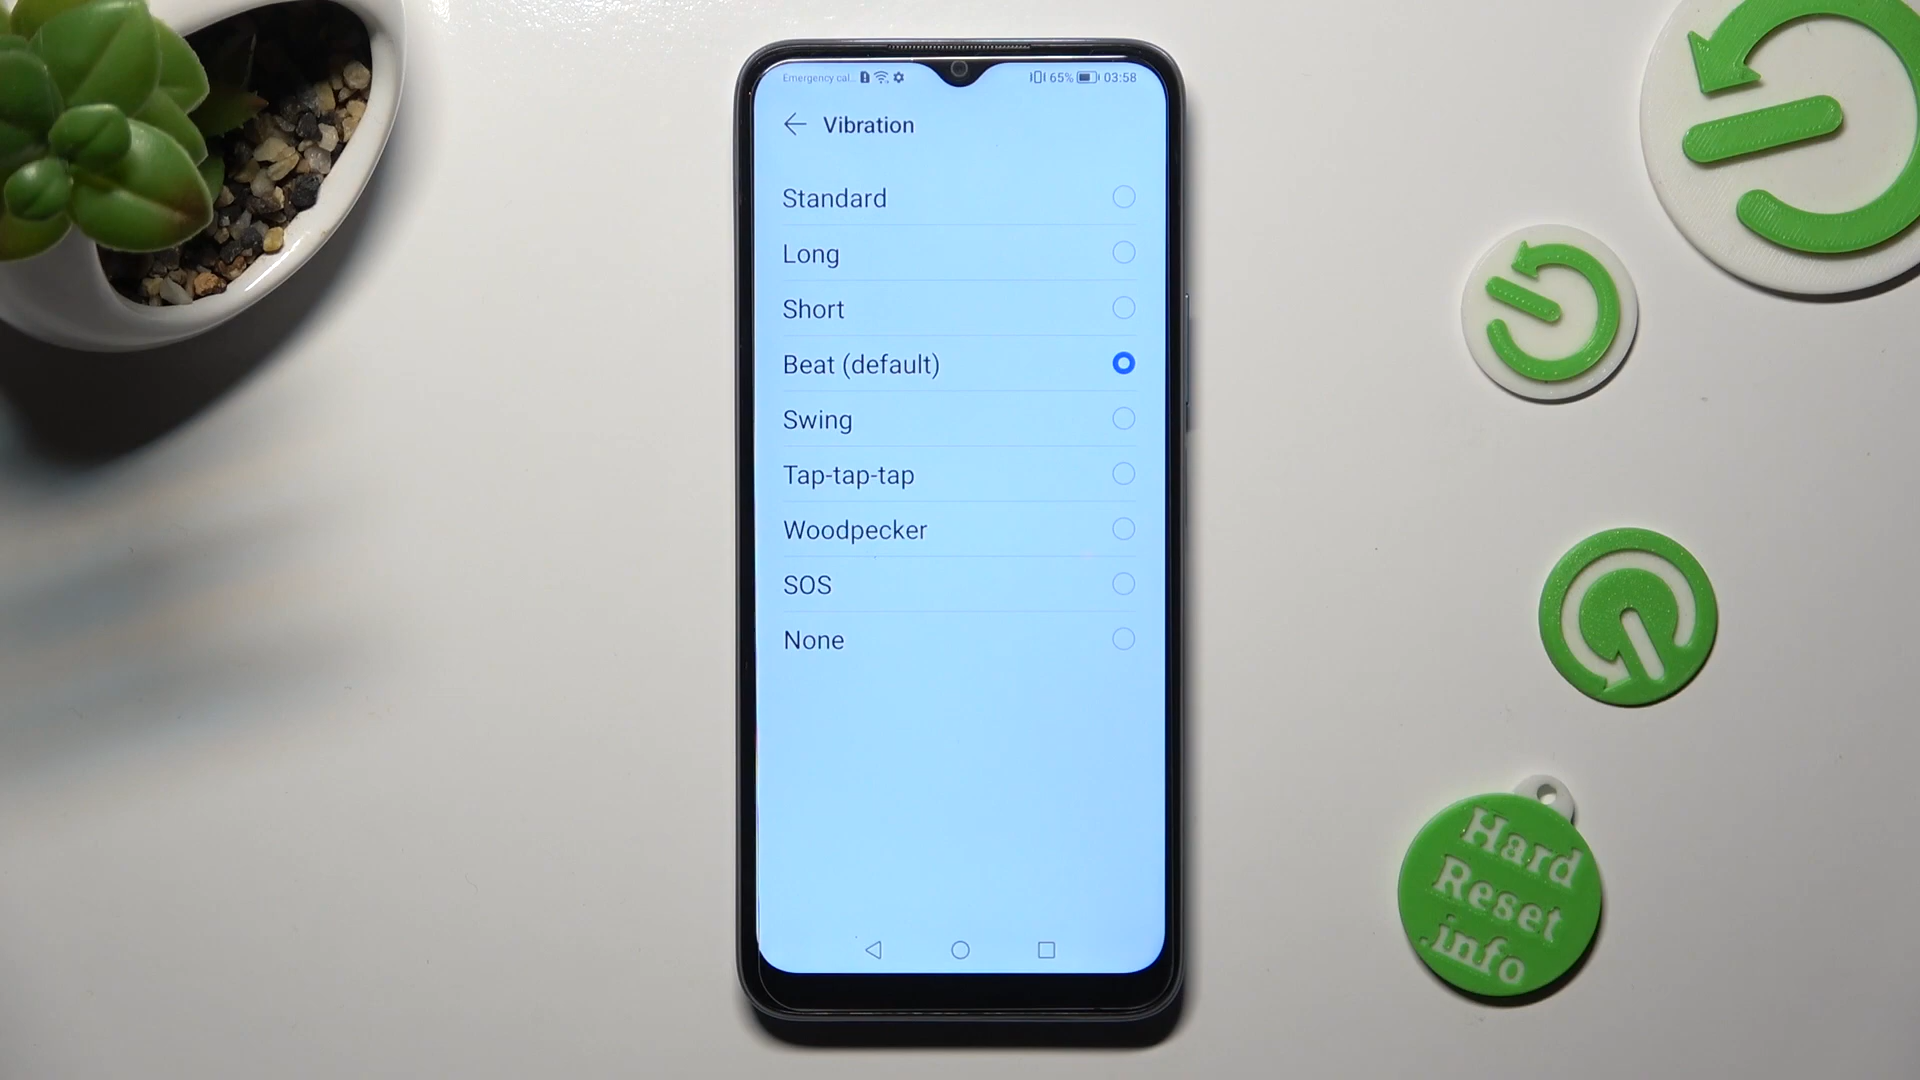 Emergency cal... 65% 03:58
Vibration
Standard
Long
Short
Beat (default)
Swing
Tap-tap-tap
Woodpecker
SOS
None
Hard
Reset
.info